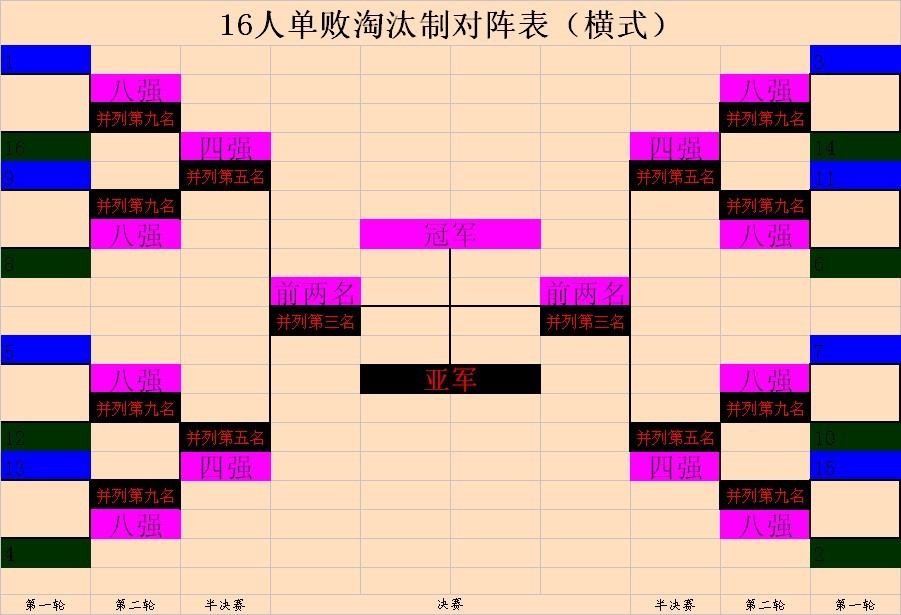 16人单败淘汰制对阵表（横式）
1 3
八强 八强
并列第九名 并列第九名
16 四强 四强 14
9 并列第五名 并列第五名 11
并列第九名 并列第九名
八强 冠军 八强
8 6
前两名 前两名
并列第三名 并列第三名
5 7
八强 亚军 八强
并列第九名 并列第九名
12 并列第五名 并列第五名 10
13 四强 四强 15
并列第九名 并列第九名
八强 八强
4 2
第一轮 第二轮 半决赛 决赛 半决赛 第二轮 第一轮